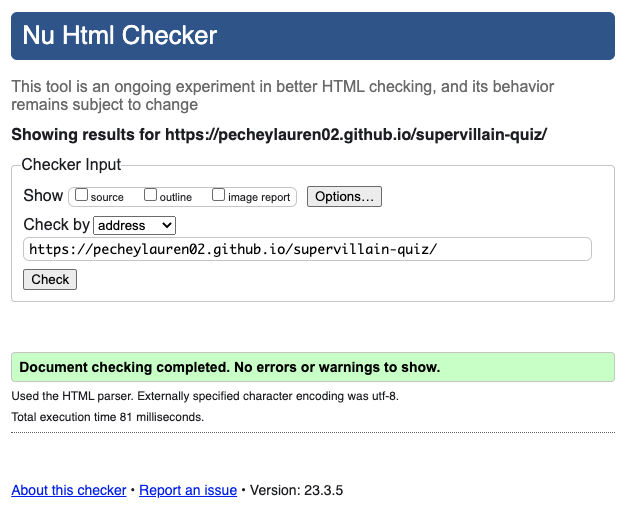 Nu Html Checker
This tool is an ongoing experiment in better HTML checking, and its behavior
remains subject to change
Showing results for https://pecheylauren02.github.io/supervillain-quiz/
Checker Input
Show source outline image report Options...
Check by address
https://pecheylauren02.github.io/supervillain-quiz/
Check
Document checking completed. No errors or warnings to show.
Used the HTML parser. Externally specified character encoding was utf-8.
Total execution time 81 milliseconds.
About this checker • Report an issue • Version: 23.3.5